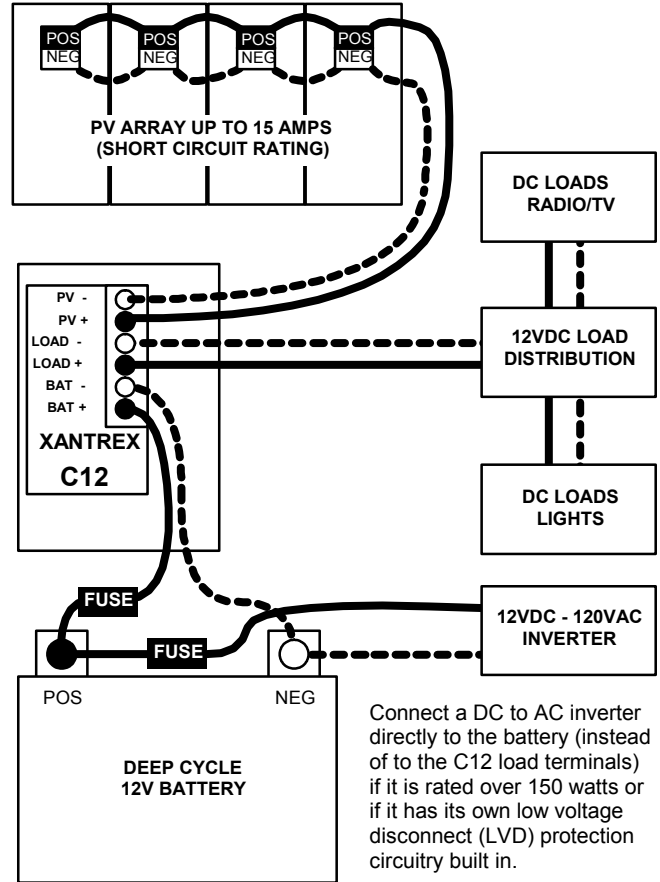 POS
NEG
POS
NEG
POS
NEG
POS
NEG
PV ARRAY UP TO 15 AMPS
(SHORT CIRCUIT RATING)
DC LOADS
RADIO/TV
PV -
PV +
LOAD -
LOAD +
BAT -
BAT +
XANTREX
C12
12VDC LOAD
DISTRIBUTION
DC LOADS
LIGHTS
FUSE
FUSE
12VDC - 120VAC
INVERTER
POS
NEG
DEEP CYCLE
12V BATTERY
Connect a DC to AC inverter
directly to the battery (instead
of to the C12 load terminals)
if it is rated over 150 watts or
if it has its own low voltage
disconnect (LVD) protection
circuitry built in.